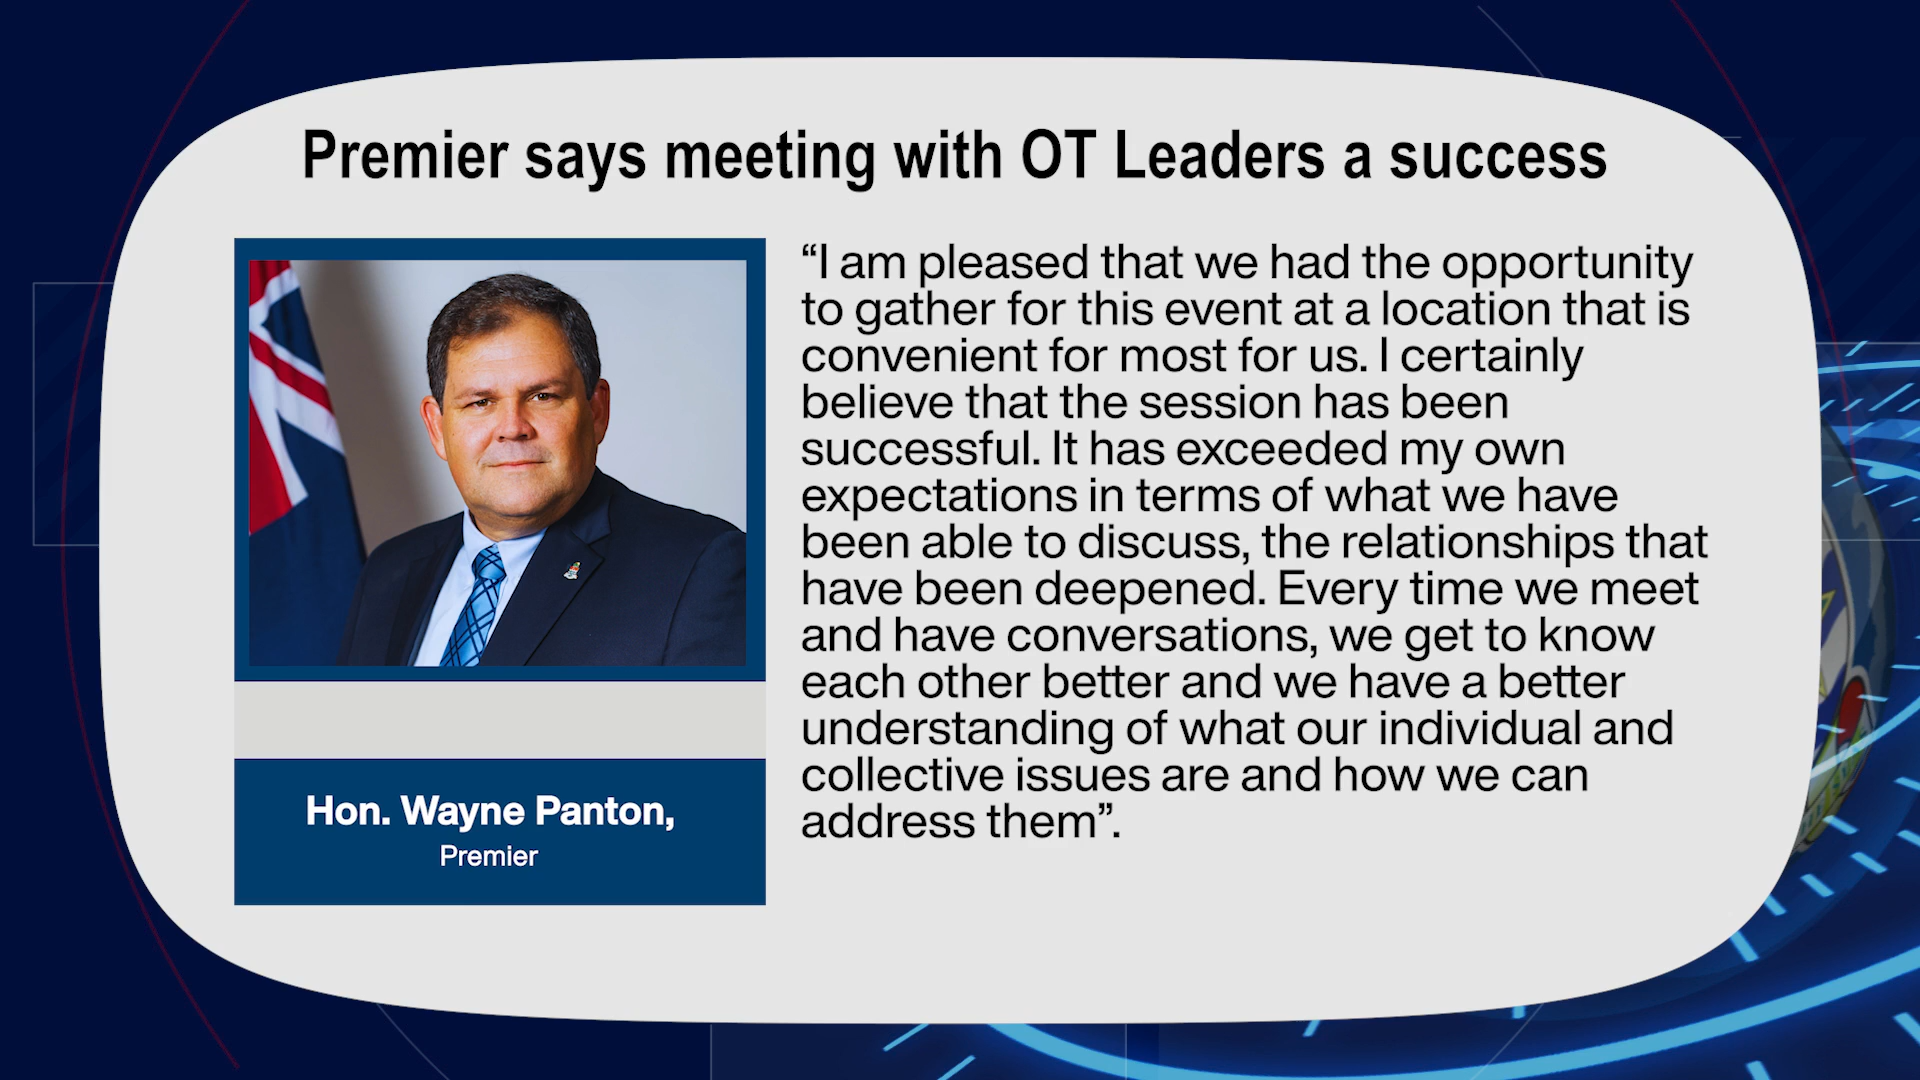 Premier says meeting with OT Leaders a success
“I am pleased that we had the opportunity
to gather for this event at a location that is
convenient for most for us. I certainly
believe that the session has been
successful. It has exceeded my own
expectations in terms of what we have
been able to discuss, the relationships that
have been deepened. Every time we meet
and have conversations, we get to know
each other better and we have a better
understanding of what our individual and
collective issues are and how we can
address them”.
Hon. Wayne Panton,
Premier